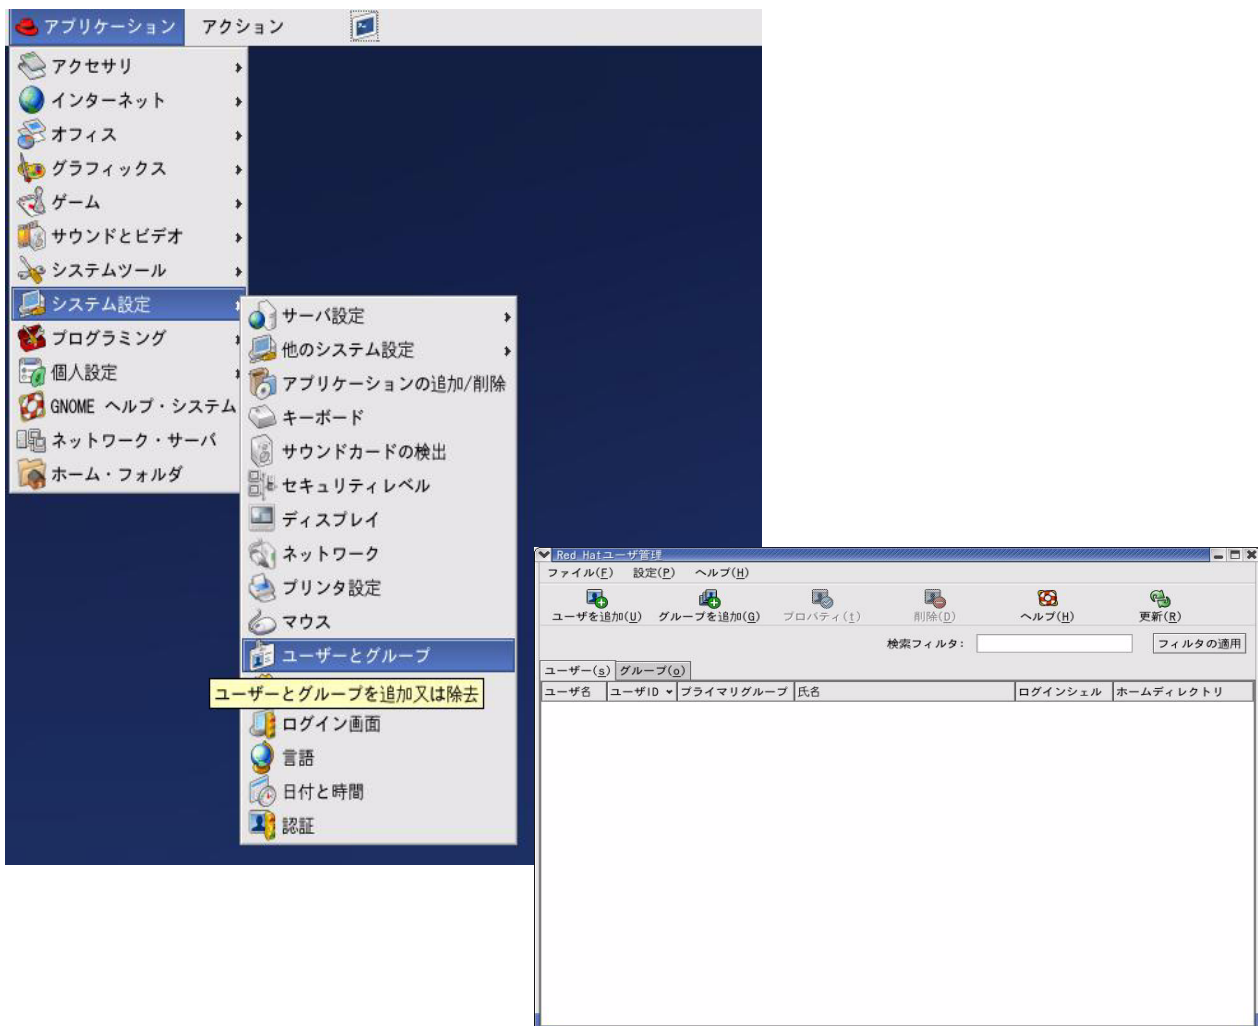 アプリケーション アクション
アクセサリ
インターネット
オフィス
グラフィックス
ゲーム
サウンドとビデオ
システムツール
システム設定
プログラミング
個人設定
GNOME ヘルプ・システム
ネットワーク・サーバ
ホーム・フォルダ
サーバ設定
他のシステム設定
アプリケーションの追加/削除
キーボード
サウンドカードの検出
セキュリティレベル
ディスプレイ
ネットワーク
プリンタ設定
マウス
ユーザーとグループ
ユーザーとグループを追加又は除去
ログイン画面
言語
日付と時間
認証
Red Hatユーザ管理
ファイル(F) 設定(P) ヘルプ(H)
ユーザを追加(U) グループを追加(G) プロパティ(t) 削除(D) ヘルプ(H) 更新(R)
検索フィルタ: フィルタの適用
ユーザー(s) グループ(o)
ユーザ名 ユーザID プライマリグループ 氏名 ログインシェル ホームディレクトリ